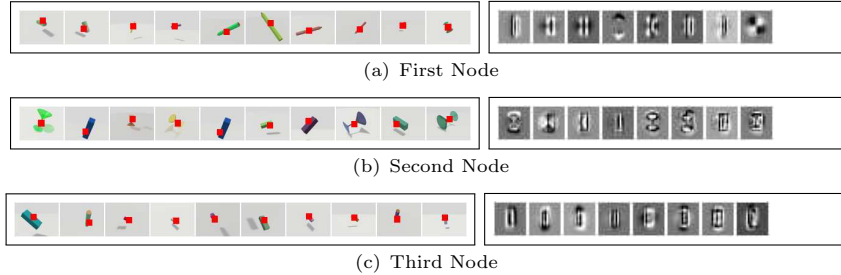 (a) First Node
(b) Second Node
(c) Third Node